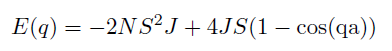 E(q) = −2NS²J + 4JS(1 − cos(qa))